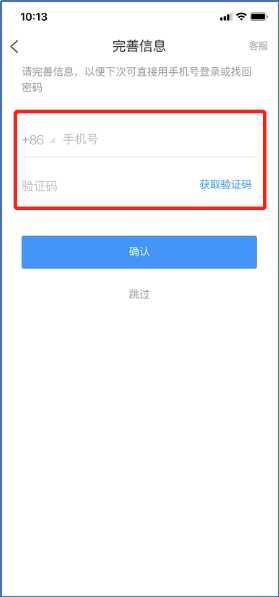 10:13
完善信息
客服
请完善信息，以便下次可直接用手机号登录或找回
密码
+86 手机号
验证码 获取验证码
确认
跳过